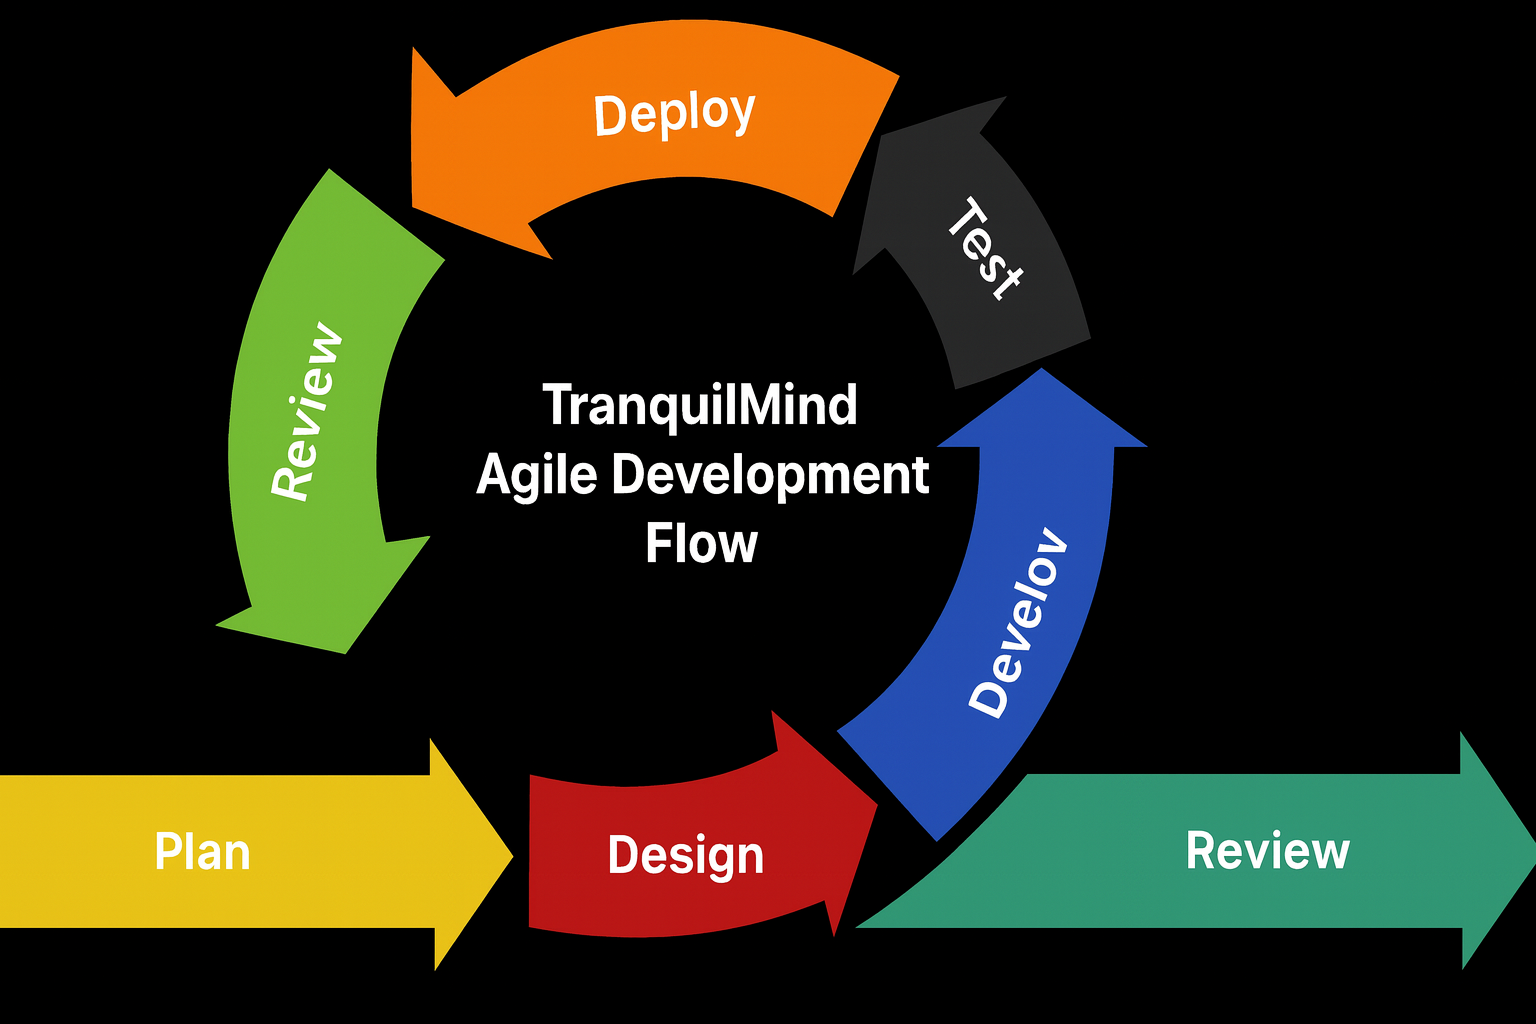 Deploy
Test
Review
TranquilMind
Agile Development
Flow
Develov
Plan
Design
Review